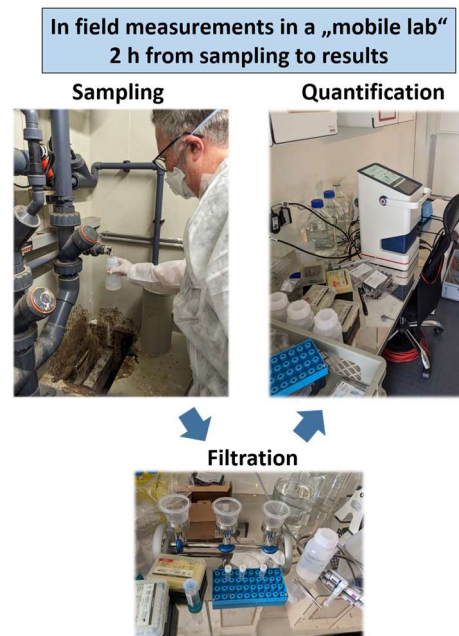 In field measurements in a „mobile lab“
2 h from sampling to results
Sampling
Quantification
Filtration